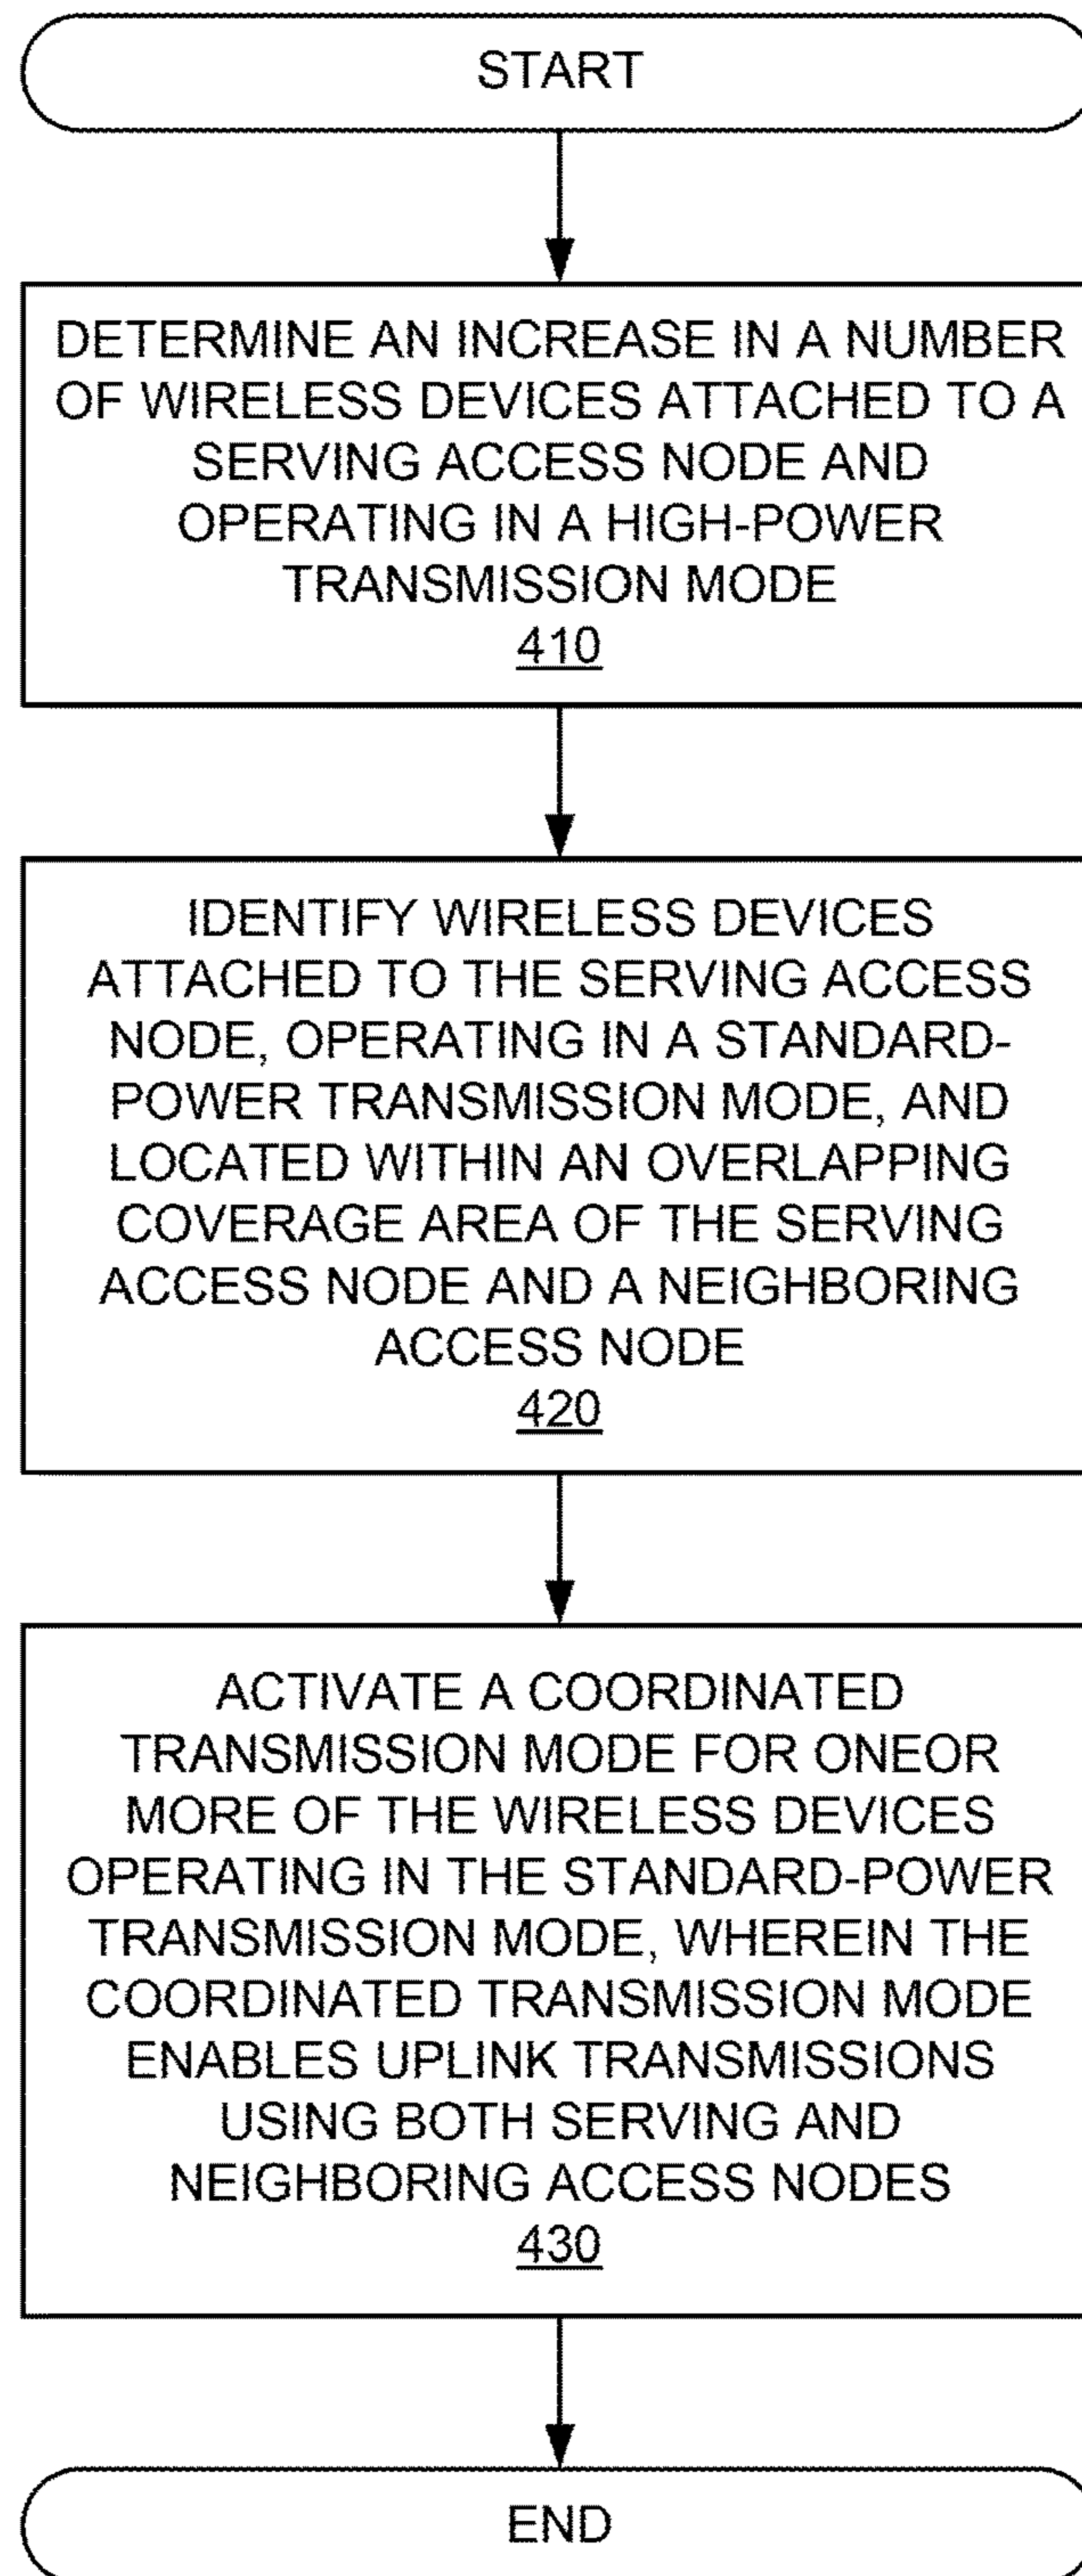 START
DETERMINE AN INCREASE IN A NUMBER
OF WIRELESS DEVICES ATTACHED TO A
SERVING ACCESS NODE AND
OPERATING IN A HIGH-POWER
TRANSMISSION MODE
410
IDENTIFY WIRELESS DEVICES
ATTACHED TO THE SERVING ACCESS
NODE, OPERATING IN A STANDARD-
POWER TRANSMISSION MODE, AND
LOCATED WITHIN AN OVERLAPPING
COVERAGE AREA OF THE SERVING
ACCESS NODE AND A NEIGHBORING
ACCESS NODE
420
ACTIVATE A COORDINATED
TRANSMISSION MODE FOR ONEOR
MORE OF THE WIRELESS DEVICES
OPERATING IN THE STANDARD-POWER
TRANSMISSION MODE, WHEREIN THE
COORDINATED TRANSMISSION MODE
ENABLES UPLINK TRANSMISSIONS
USING BOTH SERVING AND
NEIGHBORING ACCESS NODES
430
END